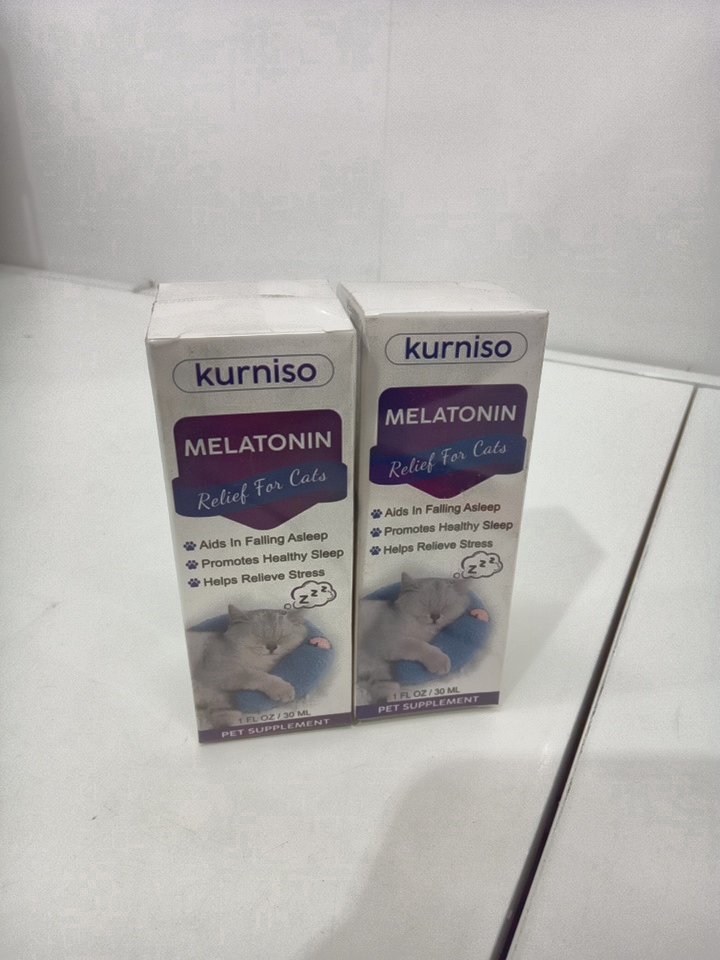 kurniso
MELATONIN
Relief For Cats
Aids In Falling Asleep
Promotes Healthy Sleep
Helps Relieve Stress
zzz
1 FL OZ / 30 ML
PET SUPPLEMENT
kurniso
MELATONIN
Relief For Cats
Aids In Falling Asleep
Promotes Healthy Sleep
Helps Relieve Stress
zzz
1 FL OZ / 30 ML
PET SUPPLEMENT